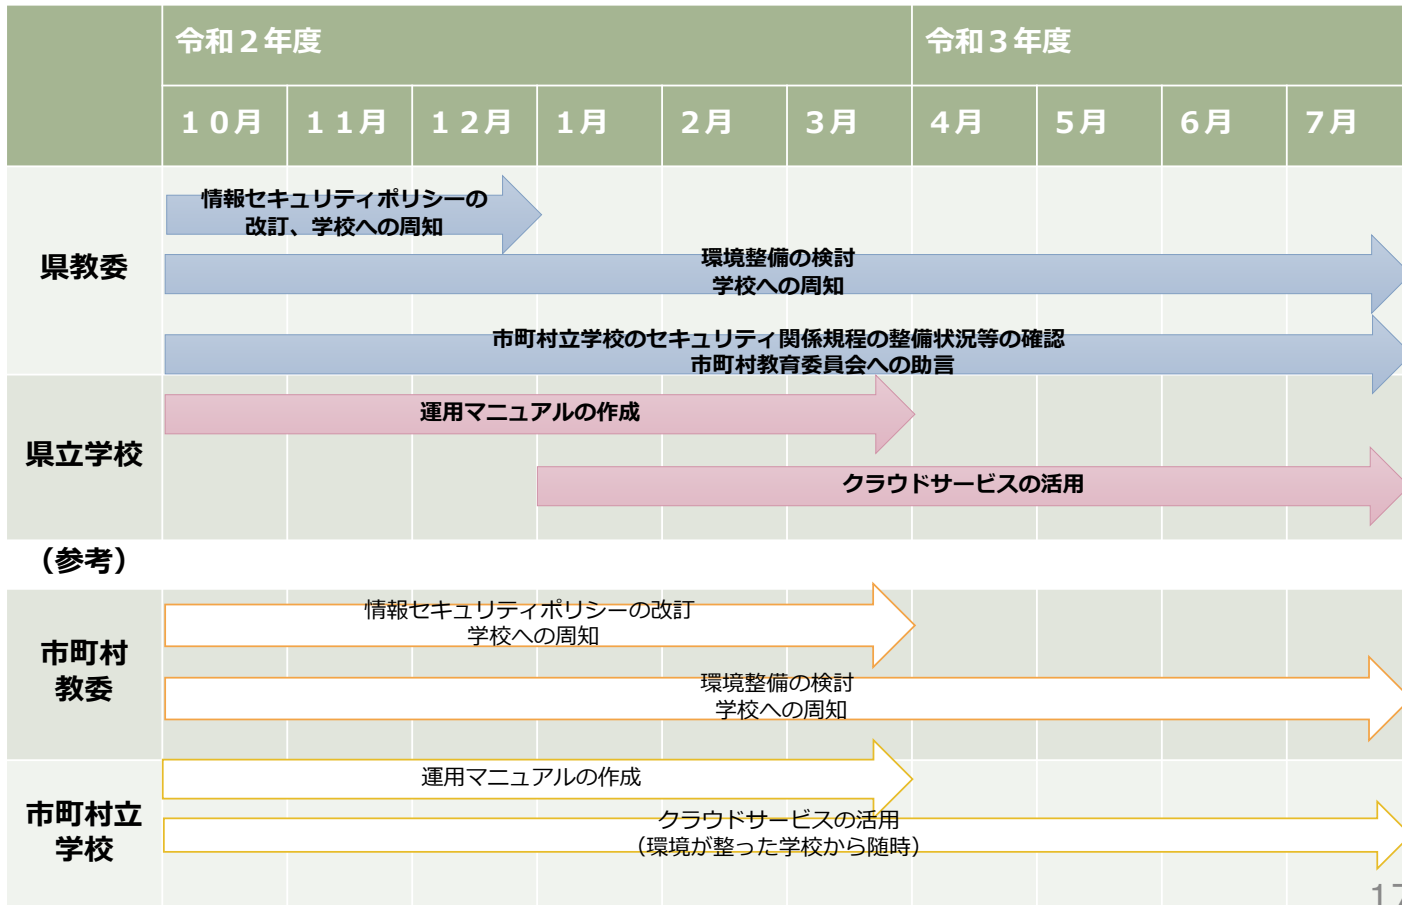 令和２年度
令和３年度
１０月
１１月
１２月
１月
２月
３月
４月
５月
６月
７月
県教委
情報セキュリティポリシーの
改訂、学校への周知
環境整備の検討
学校への周知
市町村立学校のセキュリティ関係規程の整備状況等の確認
市町村教育委員会への助言
県立学校
運用マニュアルの作成
クラウドサービスの活用
（参考）
市町村
教委
情報セキュリティポリシーの改訂
学校への周知
環境整備の検討
学校への周知
市町村立
学校
運用マニュアルの作成
クラウドサービスの活用
（環境が整った学校から随時）
17